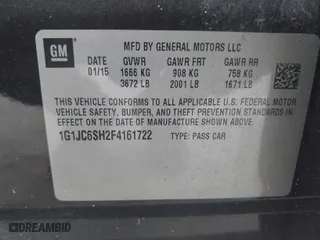 GM
MFD BY GENERAL MOTORS LLC
DATE GVWR GAWR FRT GAWR RR
01/15 1666 KG 908 KG 758 KG
3672 LB 2001 LB 1671 LB
THIS VEHICLE CONFORMS TO ALL APPLICABLE U.S. FEDERAL MOTOR
VEHICLE SAFETY, BUMPER, AND THEFT PREVENTION STANDARDS IN
EFFECT ON THE DATE OF MANUFACTURE SHOWN ABOVE.
1G1JC6SH2F4161722 TYPE: PASS CAR
DREAMBID